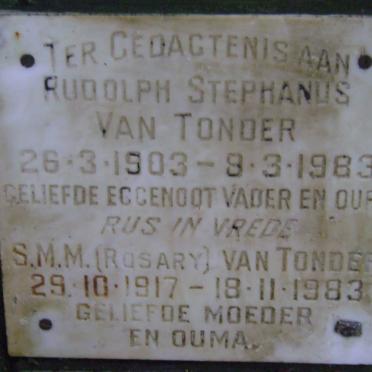 TER GEDAGTENIS AAN
RUDOLPH STEPHANUS
VAN TONDER
26·3·1903 – 9·3·1983
GELIEFDE EGGENOOT VADER EN OUP
RUS IN VREDE
S.M.M. (ROSARY) VAN TONDER
29·10·1917 – 18·11·1983
GELIEFDE MOEDER
EN OUMA.